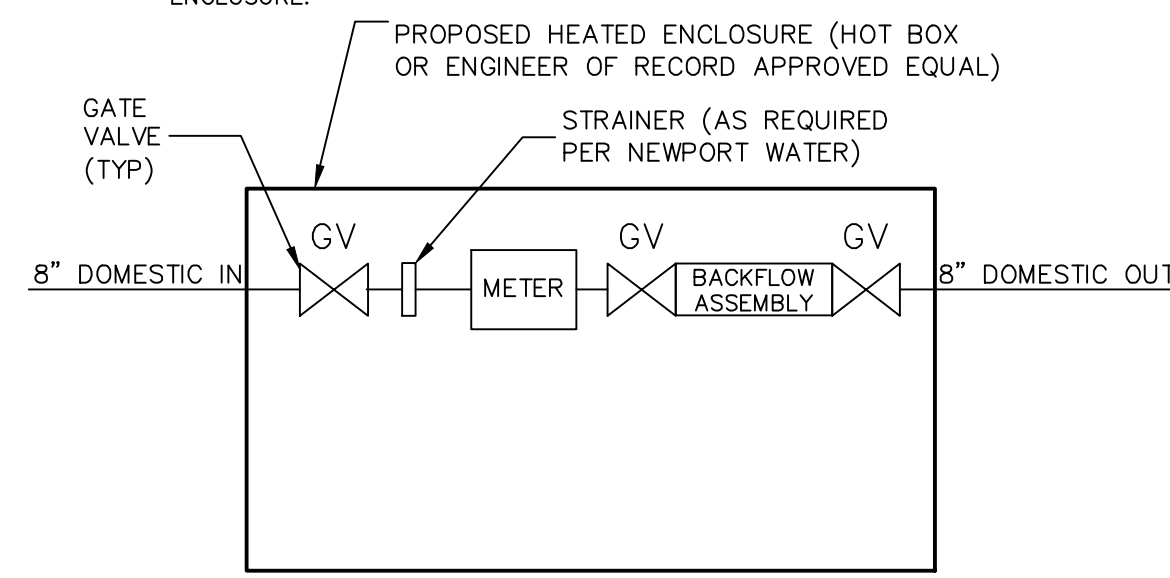 ENCLOSURE.
PROPOSED HEATED ENCLOSURE (HOT BOX
OR ENGINEER OF RECORD APPROVED EQUAL)
GATE
VALVE
(TYP)
STRAINER (AS REQUIRED
PER NEWPORT WATER)
GV
GV
GV
8" DOMESTIC IN
METER
BACKFLOW
ASSEMBLY
8" DOMESTIC OUT